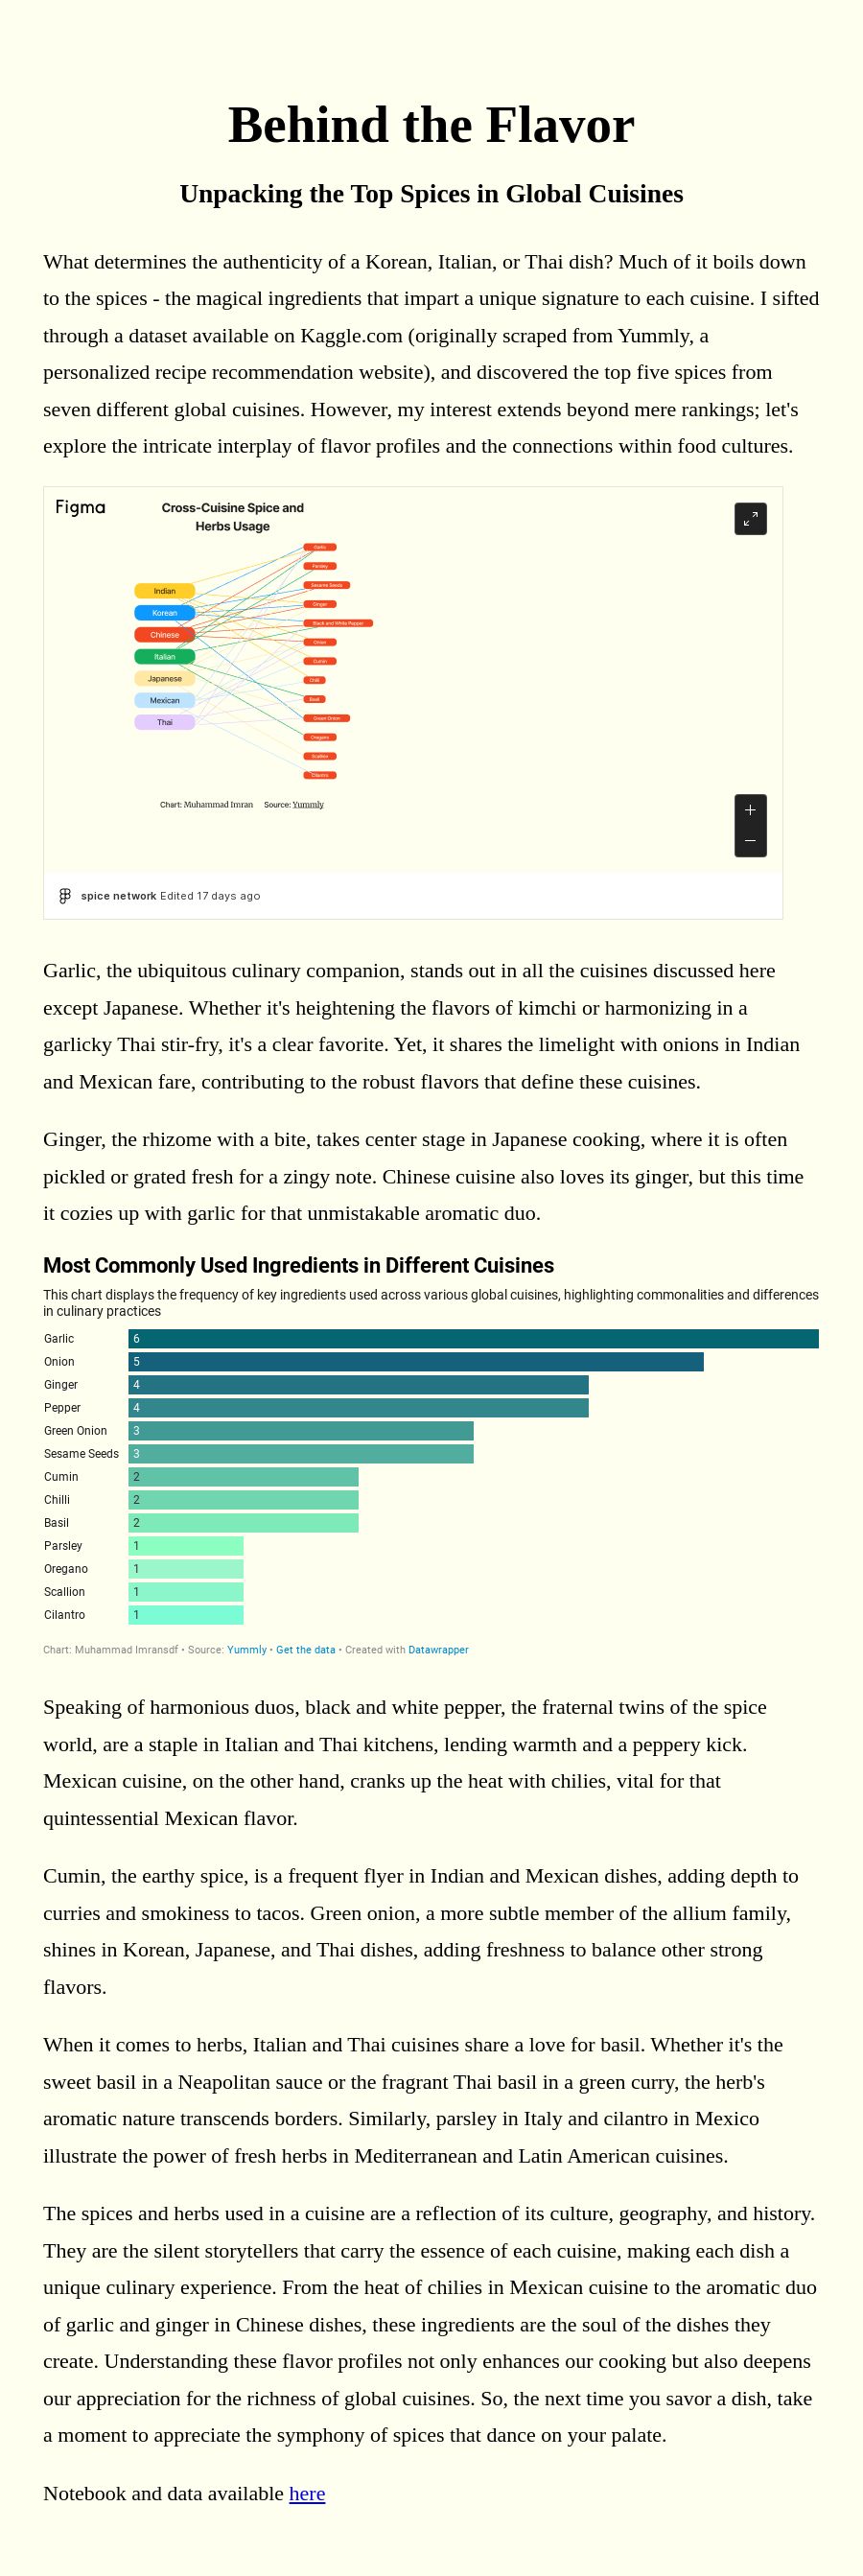 Behind the Flavor
Unpacking the Top Spices in Global Cuisines
What determines the authenticity of a Korean, Italian, or Thai dish? Much of it boils down
to the spices - the magical ingredients that impart a unique signature to each cuisine. I sifted
through a dataset available on Kaggle.com (originally scraped from Yummly, a
personalized recipe recommendation website), and discovered the top five spices from
seven different global cuisines. However, my interest extends beyond mere rankings; let's
explore the intricate interplay of flavor profiles and the connections within food cultures.
Figma
Cross-Cuisine Spice and
Herbs Usage
Indian
Korean
Chinese
Italian
Japanese
Mexican
Thai
Garlic
Parsley
Sesame Seeds
Ginger
Black and White Pepper
Onion
Cumin
Chilli
Basil
Green Onion
Oregano
Scallion
Cilantro
Chart: Muhammad Imran Source: Yummly
spice network Edited 17 days ago
Garlic, the ubiquitous culinary companion, stands out in all the cuisines discussed here
except Japanese. Whether it's heightening the flavors of kimchi or harmonizing in a
garlicky Thai stir-fry, it's a clear favorite. Yet, it shares the limelight with onions in Indian
and Mexican fare, contributing to the robust flavors that define these cuisines.
Ginger, the rhizome with a bite, takes center stage in Japanese cooking, where it is often
pickled or grated fresh for a zingy note. Chinese cuisine also loves its ginger, but this time
it cozies up with garlic for that unmistakable aromatic duo.
Most Commonly Used Ingredients in Different Cuisines
This chart displays the frequency of key ingredients used across various global cuisines, highlighting commonalities and differences
in culinary practices
Garlic 6
Onion 5
Ginger 4
Pepper 4
Green Onion 3
Sesame Seeds 3
Cumin 2
Chilli 2
Basil 2
Parsley 1
Oregano 1
Scallion 1
Cilantro 1
Chart: Muhammad Imransdf • Source: Yummly • Get the data • Created with Datawrapper
Speaking of harmonious duos, black and white pepper, the fraternal twins of the spice
world, are a staple in Italian and Thai kitchens, lending warmth and a peppery kick.
Mexican cuisine, on the other hand, cranks up the heat with chilies, vital for that
quintessential Mexican flavor.
Cumin, the earthy spice, is a frequent flyer in Indian and Mexican dishes, adding depth to
curries and smokiness to tacos. Green onion, a more subtle member of the allium family,
shines in Korean, Japanese, and Thai dishes, adding freshness to balance other strong
flavors.
When it comes to herbs, Italian and Thai cuisines share a love for basil. Whether it's the
sweet basil in a Neapolitan sauce or the fragrant Thai basil in a green curry, the herb's
aromatic nature transcends borders. Similarly, parsley in Italy and cilantro in Mexico
illustrate the power of fresh herbs in Mediterranean and Latin American cuisines.
The spices and herbs used in a cuisine are a reflection of its culture, geography, and history.
They are the silent storytellers that carry the essence of each cuisine, making each dish a
unique culinary experience. From the heat of chilies in Mexican cuisine to the aromatic duo
of garlic and ginger in Chinese dishes, these ingredients are the soul of the dishes they
create. Understanding these flavor profiles not only enhances our cooking but also deepens
our appreciation for the richness of global cuisines. So, the next time you savor a dish, take
a moment to appreciate the symphony of spices that dance on your palate.
Notebook and data available here